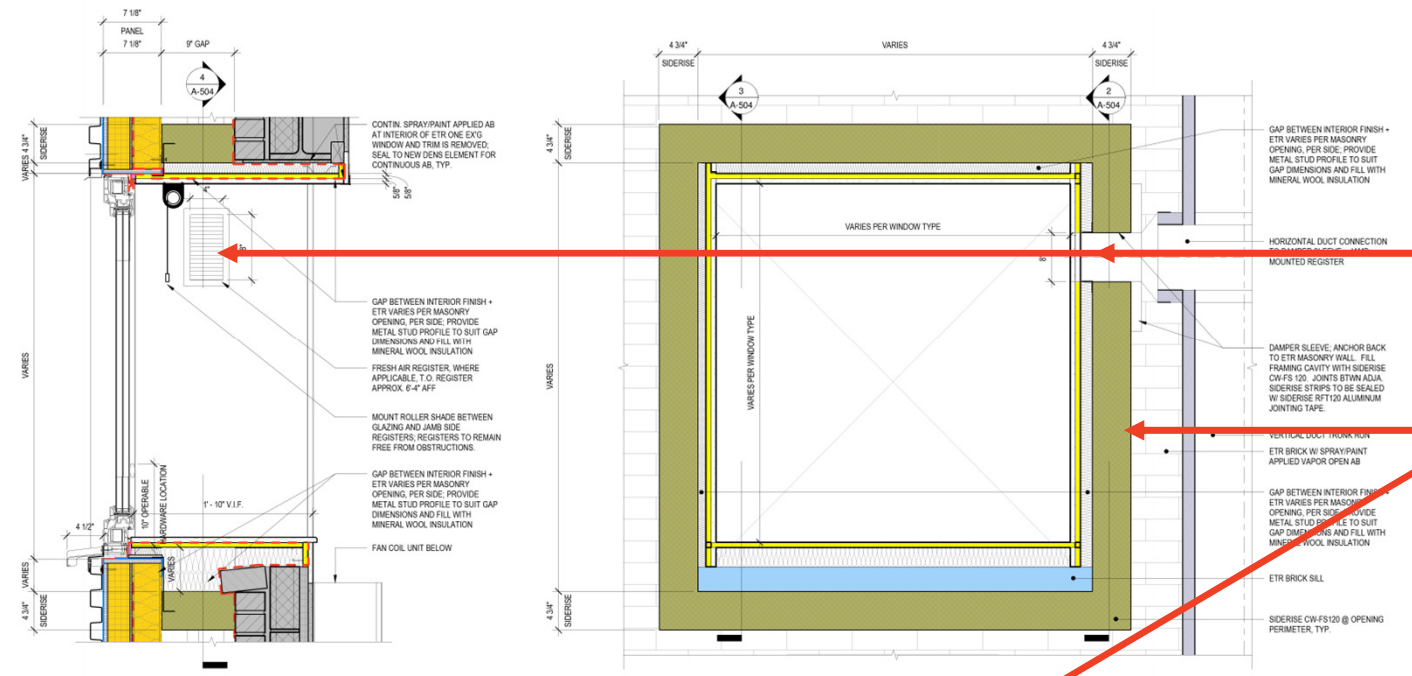 7 1/8"
PANEL
7 1/8"
9" GAP
4
A-504
VARIES 4 3/4"
SIDERISE
CONTIN. SPRAY/PAINT APPLIED AB
AT INTERIOR OF ETR ONE EX'G
WINDOW AND TRIM IS REMOVED;
SEAL TO NEW DENS ELEMENT FOR
CONTINUOUS AB, TYP.
5/8"
5/8"
4"
8"
GAP BETWEEN INTERIOR FINISH +
ETR VARIES PER MASONRY
OPENING, PER SIDE; PROVIDE
METAL STUD PROFILE TO SUIT GAP
DIMENSIONS AND FILL WITH
MINERAL WOOL INSULATION
FRESH AIR REGISTER, WHERE
APPLICABLE, T.O. REGISTER
APPROX. 6'-4" AFF
VARIES
MOUNT ROLLER SHADE BETWEEN
GLAZING AND JAMB SIDE
REGISTERS; REGISTERS TO REMAIN
FREE FROM OBSTRUCTIONS.
GAP BETWEEN INTERIOR FINISH +
ETR VARIES PER MASONRY
OPENING, PER SIDE; PROVIDE
METAL STUD PROFILE TO SUIT GAP
DIMENSIONS AND FILL WITH
MINERAL WOOL INSULATION
10" OPERABLE
HARDWARE LOCATION
1' - 10" V.I.F.
4 1/2"
FAN COIL UNIT BELOW
VARIES
VARIES
4 3/4"
SIDERISE
4 3/4"
SIDERISE
VARIES
4 3/4"
SIDERISE
3
A-504
2
A-504
4 3/4"
SIDERISE
GAP BETWEEN INTERIOR FINISH +
ETR VARIES PER MASONRY
OPENING, PER SIDE; PROVIDE
METAL STUD PROFILE TO SUIT
GAP DIMENSIONS AND FILL WITH
MINERAL WOOL INSULATION
VARIES PER WINDOW TYPE
8"
HORIZONTAL DUCT CONNECTION
TO DAMPER SLEEVE
JAMB
MOUNTED REGISTER
VARIES PER WINDOW TYPE
VARIES
DAMPER SLEEVE; ANCHOR BACK
TO ETR MASONRY WALL. FILL
FRAMING CAVITY WITH SIDERISE
CW-FS 120. JOINTS BTWN ADJA.
SIDERISE STRIPS TO BE SEALED
W/ SIDERISE RFT120 ALUMINUM
JOINTING TAPE.
VERTICAL DUCT TRUNK RUN
ETR BRICK W/ SPRAY/PAINT
APPLIED VAPOR OPEN AB
GAP BETWEEN INTERIOR FINISH +
ETR VARIES PER MASONRY
OPENING, PER SIDE; PROVIDE
METAL STUD PROFILE TO SUIT
GAP DIMENSIONS AND FILL WITH
MINERAL WOOL INSULATION
ETR BRICK SILL
4 3/4"
SIDERISE
SIDERISE CW-FS120 @ OPENING
PERIMETER, TYP.